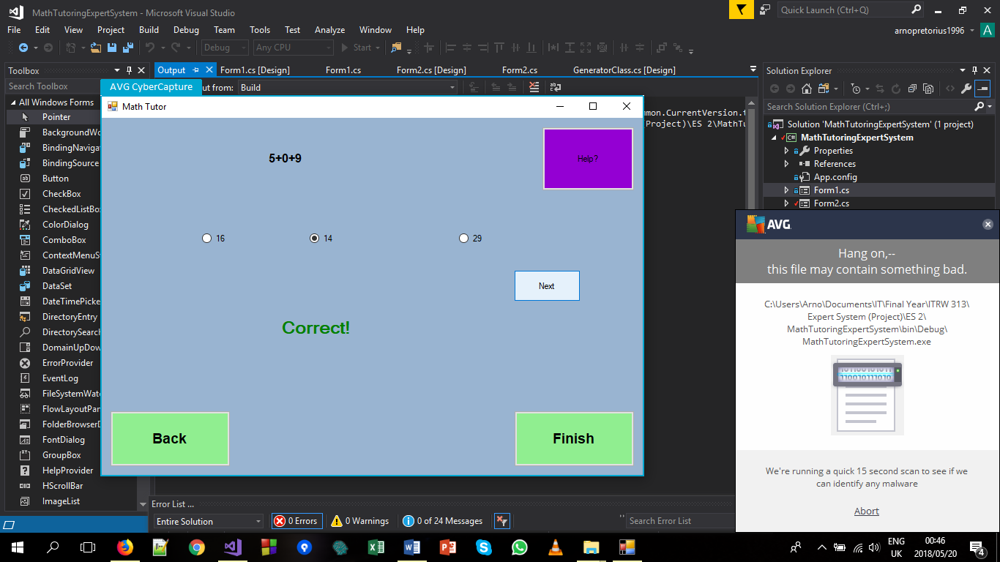 MathTutoringExpertSystem - Microsoft Visual Studio
Quick Launch (Ctrl+Q)
File Edit View Project Build Debug Team Tools Test Analyze Window Help
arnopretorius1996 A
Debug Any CPU Start
Toolbox
Output Form1.cs [Design] Form1.cs Form2.cs [Design] Form2.cs GeneratorClass.cs [Design]
Solution Explorer
Search Toolbox
AVG CyberCapture
ut from: Build
All Windows Forms
Pointer
BackgroundWo
BindingNavigat
BindingSource
Button
CheckBox
CheckedListBox
ColorDialog
ComboBox
ContextMenuSt
DataGridView
DataSet
DateTimePicke
DirectoryEntry
DirectorySearch
DomainUpDow
ErrorProvider
EventLog
FileSystemWatc
FlowLayoutPan
FolderBrowserD
FontDialog
GroupBox
HelpProvider
HScrollBar
ImageList
mmon.CurrentVersion.t
Project)\ES 2\MathTu
Math Tutor
5+0+9
Help?
16 14 29
Next
Correct!
Back
Finish
Search Solution Explorer (Ctrl+;)
Solution 'MathTutoringExpertSystem' (1 project)
C# MathTutoringExpertSystem
Properties
References
App.config
Form1.cs
Form2.cs
AVG
Hang on,--
this file may contain something bad.
C:\Users\Arno\Documents\IT\Final Year\ITRW 313\
Expert System (Project)\ES 2\
MathTutoringExpertSystem\bin\Debug\
MathTutoringExpertSystem.exe
110010111010
We're running a quick 15 second scan to see if we
can identify any malware
Abort
Error List ...
Entire Solution 0 Errors 0 Warnings 0 of 24 Messages Search Error List
ENG
UK
00:46
2018/05/20
4